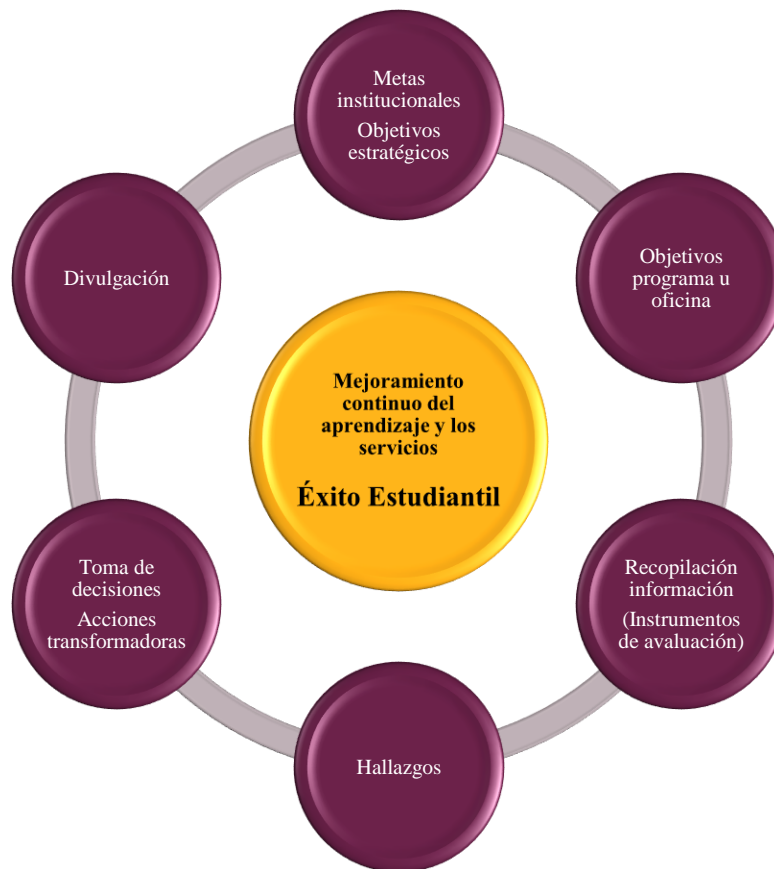 Metas
institucionales
Objetivos
estratégicos
Objetivos
programa u
oficina
Recopilación
información
(Instrumentos
de avaluación)
Hallazgos
Toma de
decisiones
Acciones
transformadoras
Divulgación
Mejoramiento
continuo del
aprendizaje y los
servicios
Éxito Estudiantil